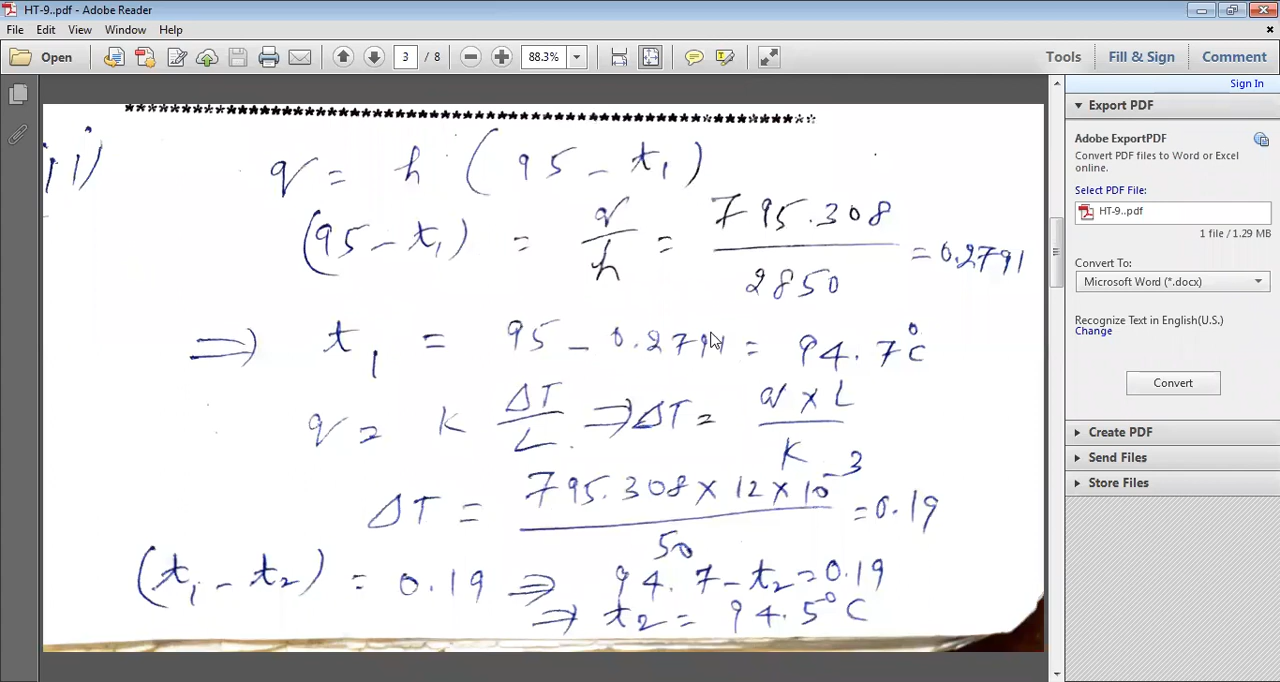 HT-9..pdf - Adobe Reader
File Edit View Window Help
Open 3 / 8 88.3% Tools Fill & Sign Comment
Sign In
Export PDF
Adobe ExportPDF
Convert PDF files to Word or Excel online.
Select PDF File:
HT-9..pdf
1 file / 1.29 MB
Convert To:
Microsoft Word (*.docx)
Recognize Text in English(U.S.)
Change
Convert
Create PDF
Send Files
Store Files
ii) q = h (95 - t₁)
(95 - t₁) = q/h = 795.308/2850 = 0.2791
⇒ t₁ = 95 - 0.2791 = 94.7°C
q = K ΔT/L ⇒ ΔT = q × L/K
ΔT = 795.308 × 12 × 10⁻³/50 = 0.19
(t₁ - t₂) = 0.19 ⇒ 94.7 - t₂ = 0.19
⇒ t₂ = 94.5°C